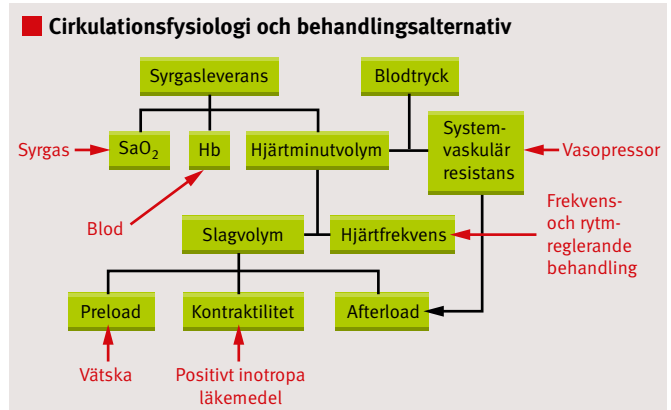 Cirkulationsfysiologi och behandlingsalternativ
Syrgasleverans
Blodtryck
Syrgas
SaO₂
Hb
Hjärtminutvolym
System-
vaskulär
resistans
Vasopressor
Blod
Slagvolym
Hjärtfrekvens
Frekvens-
och rytm-
reglerande
behandling
Preload
Kontraktilitet
Afterload
Vätska
Positivt inotropa
läkemedel